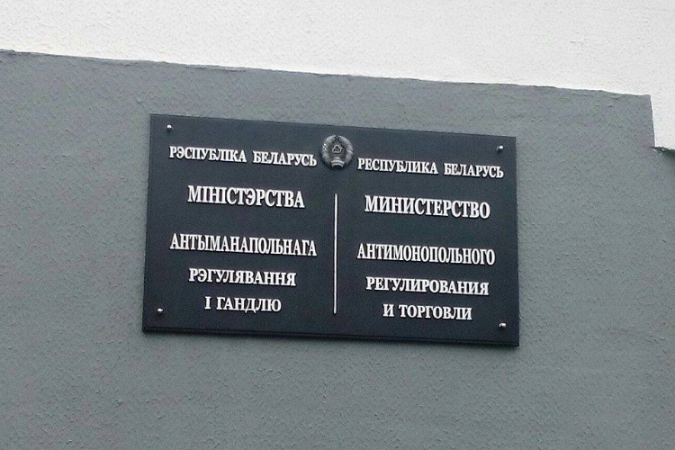 РЭСПУБЛІКА БЕЛАРУСЬ
МІНІСТЭРСТВА
АНТЫМАНАПОЛЬНАГА
РЭГУЛЯВАННЯ
І ГАНДЛЮ
РЕСПУБЛИКА БЕЛАРУСЬ
МИНИСТЕРСТВО
АНТИМОНОПОЛЬНОГО
РЕГУЛИРОВАНИЯ
И ТОРГОВЛИ